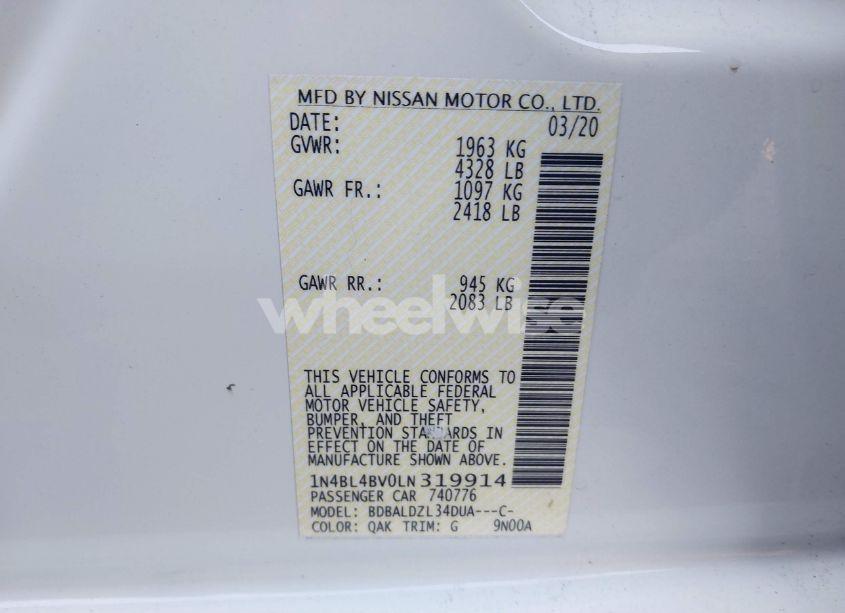 MFD BY NISSAN MOTOR CO., LTD.
DATE: 03/20
GVWR: 1963 KG
4328 LB
GAWR FR.: 1097 KG
2418 LB
GAWR RR.: 945 KG
2083 LB
wheelwise
THIS VEHICLE CONFORMS TO
ALL APPLICABLE FEDERAL
MOTOR VEHICLE SAFETY,
BUMPER, AND THEFT
PREVENTION STANDARDS IN
EFFECT ON THE DATE OF
MANUFACTURE SHOWN ABOVE.
1N4BL4BV0LN319914
PASSENGER CAR 740776
MODEL: BDBALDZL34DUA---C-
COLOR: QAK TRIM: G 9N00A